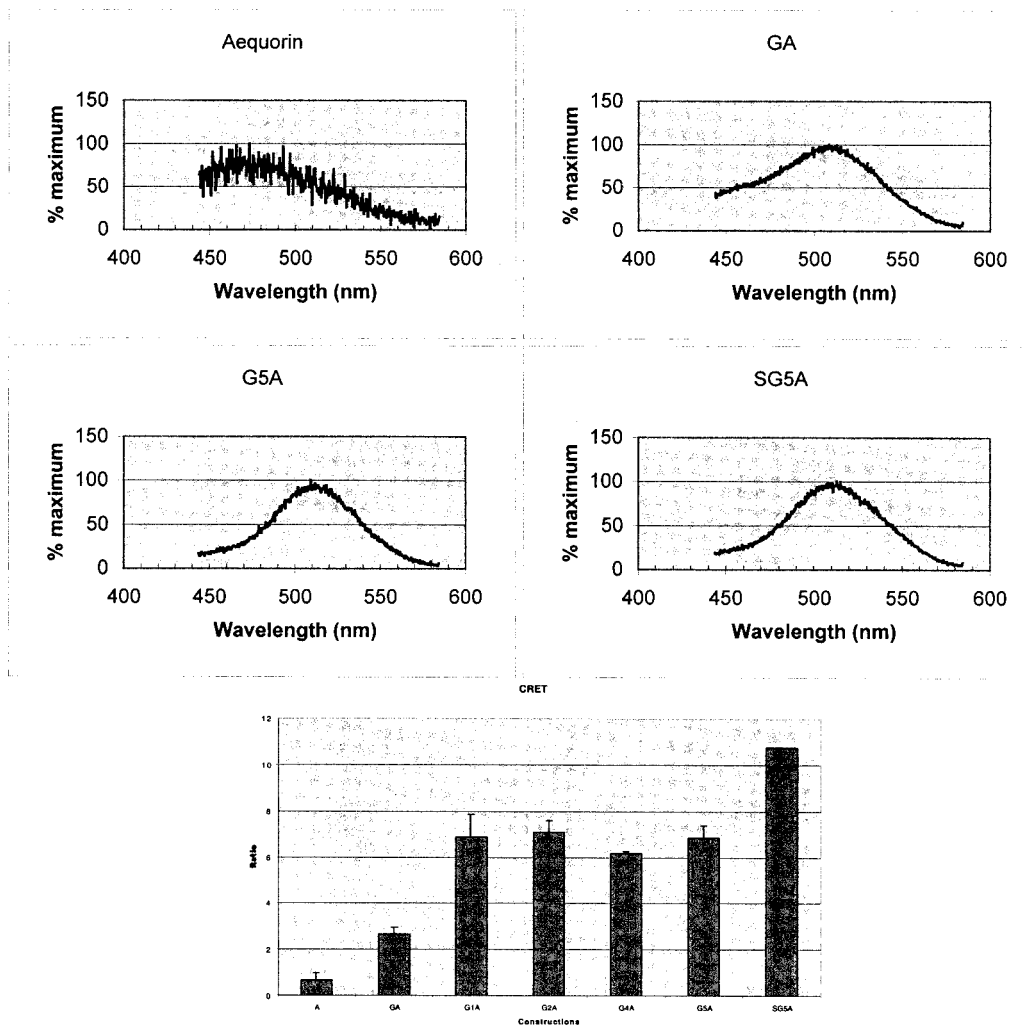 Aequorin
% maximum
150
100
50
0
400 450 500 550 600
Wavelength (nm)
GA
% maximum
150
100
50
0
400 450 500 550 600
Wavelength (nm)
G5A
% maximum
150
100
50
0
400 450 500 550 600
Wavelength (nm)
SG5A
% maximum
150
100
50
0
400 450 500 550 600
Wavelength (nm)
CRET
Ratio
12
10
8
6
4
2
0
A GA G1A G2A G4A G5A SG5A
Constructions